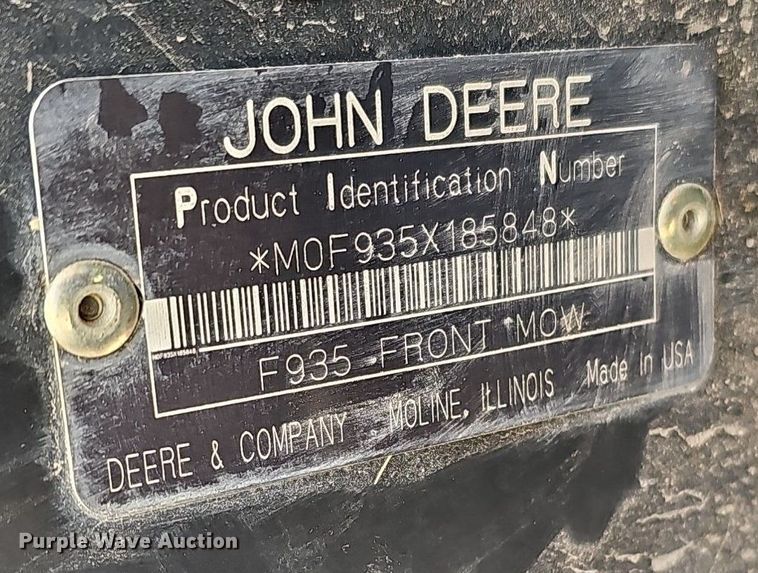 JOHN DEERE
Product Identification Number
*M0F935X185848*
M0F935X185848
F935 FRONT MOW
DEERE & COMPANY MOLINE, ILLINOIS Made In USA
Purple Wave Auction